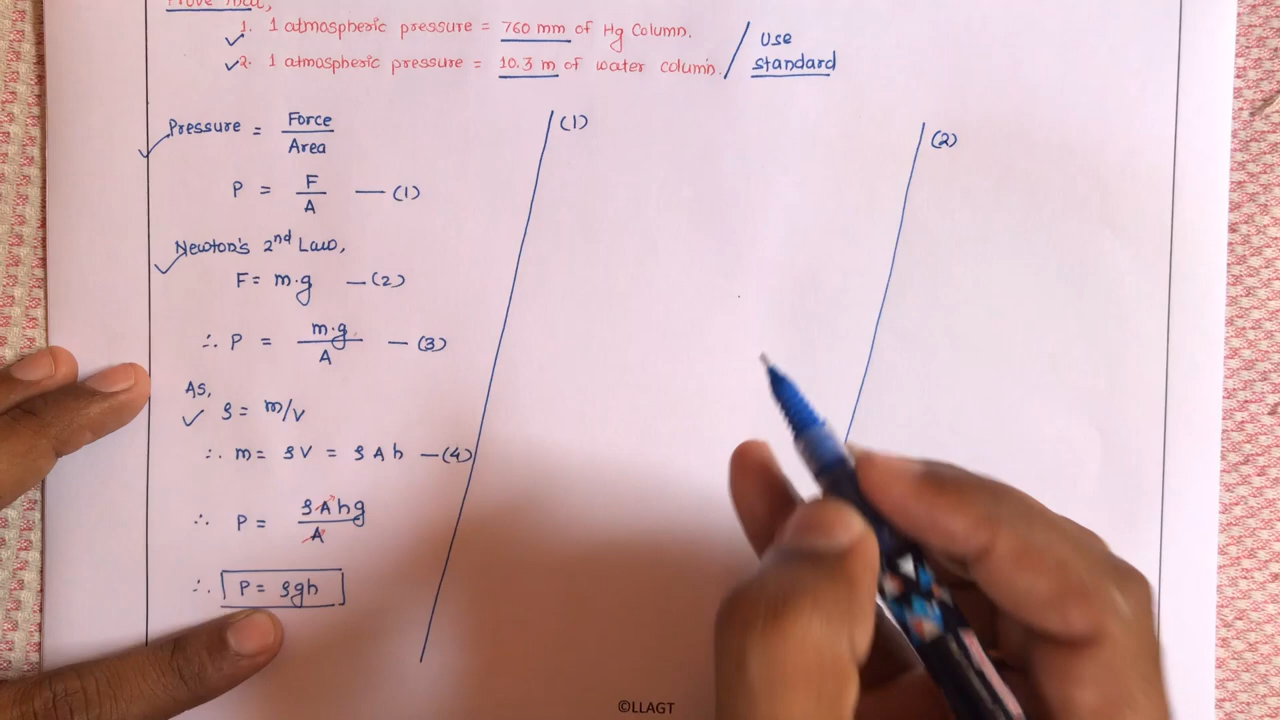 Prove that,
1. 1 atmospheric pressure = 760 mm of Hg Column.
2. 1 atmospheric pressure = 10.3 m of water column.
Use
standard
Pressure = Force / Area
P = F / A — (1)
Newton's 2nd Law,
F = m·g — (2)
∴ P = m·g / A — (3)
As,
ρ = m/v
∴ m = ρV = ρAh — (4)
∴ P = ρAhg / A
∴ P = ρgh
(1)
(2)
©LLAGT